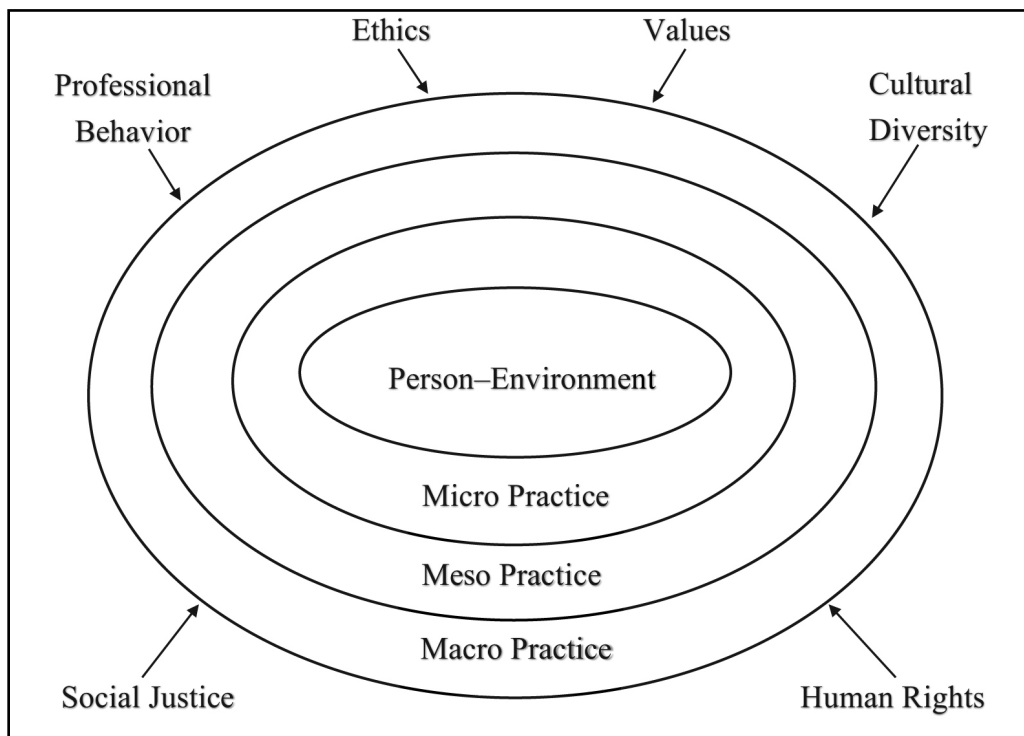 Ethics
Values
Professional
Behavior
Cultural
Diversity
Person–Environment
Micro Practice
Meso Practice
Macro Practice
Social Justice
Human Rights